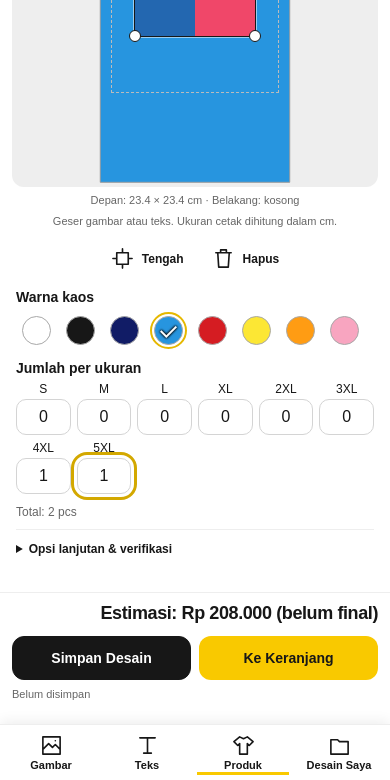 Depan: 23.4 × 23.4 cm · Belakang: kosong
Geser gambar atau teks. Ukuran cetak dihitung dalam cm.
Tengah Hapus
Warna kaos
Jumlah per ukuran
S M L XL 2XL 3XL
0 0 0 0 0 0
4XL 5XL
1 1
Total: 2 pcs
Opsi lanjutan & verifikasi
Estimasi: Rp 208.000 (belum final)
Simpan Desain Ke Keranjang
Belum disimpan
Gambar Teks Produk Desain Saya